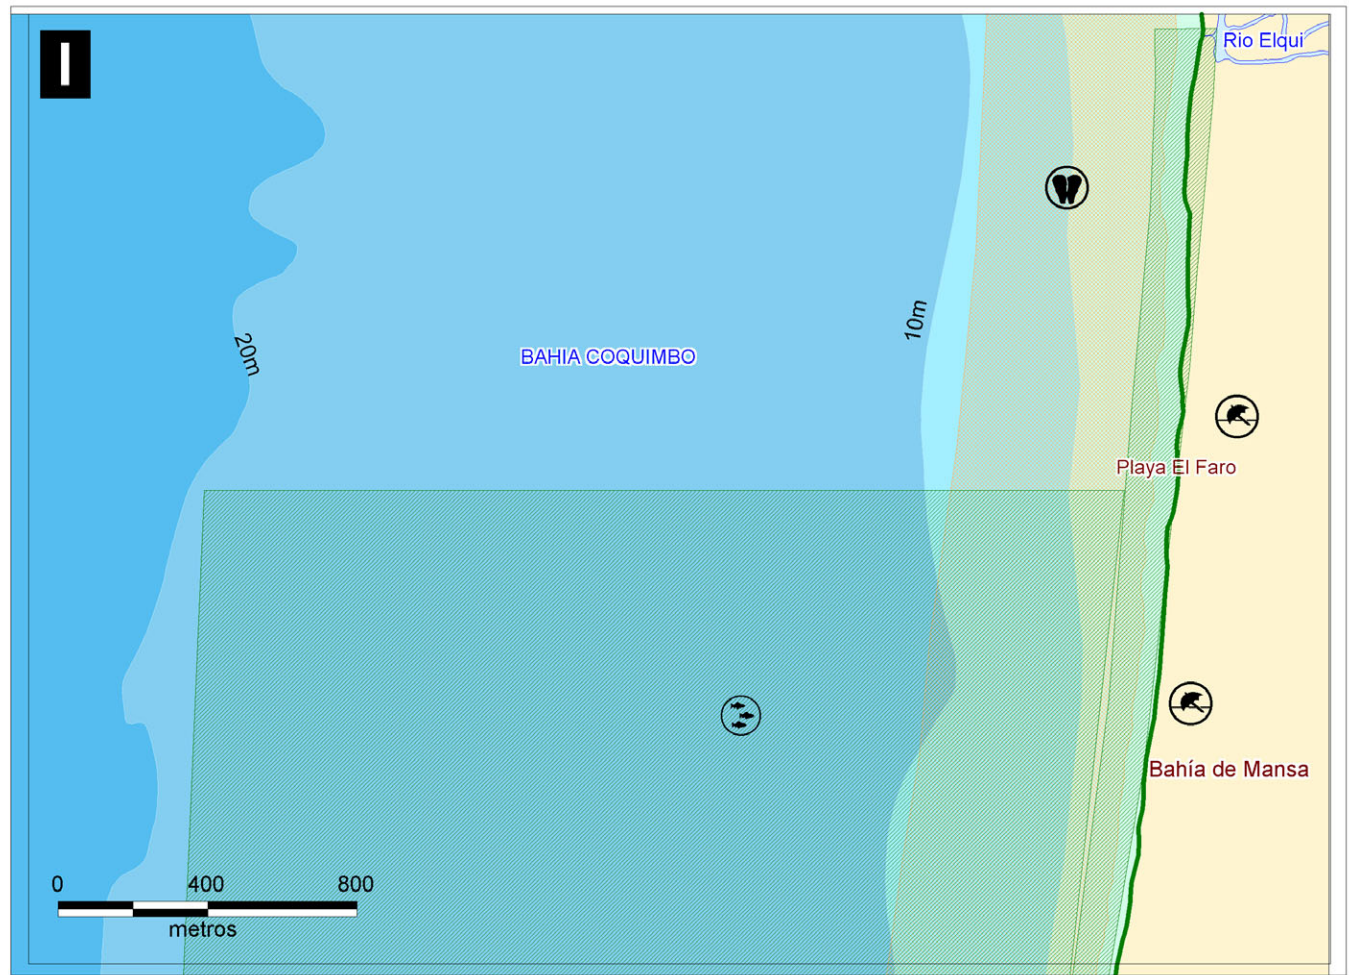 I
Rio Elqui
10m
20m
BAHIA COQUIMBO
Playa El Faro
Bahía de Mansa
0 400 800
metros